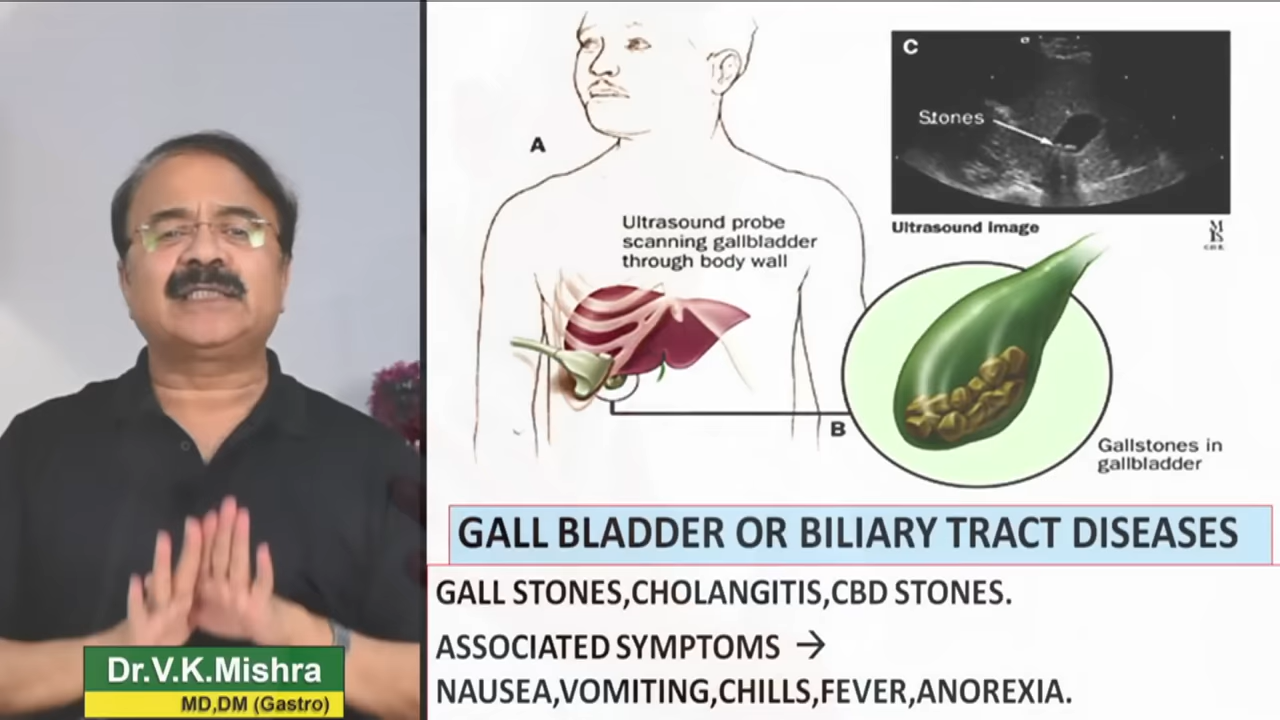 A
Ultrasound probe
scanning gallbladder
through body wall
C
Stones
Ultrasound Image
B
Gallstones in
gallbladder
GALL BLADDER OR BILIARY TRACT DISEASES
GALL STONES,CHOLANGITIS,CBD STONES.
ASSOCIATED SYMPTOMS →
NAUSEA,VOMITING,CHILLS,FEVER,ANOREXIA.
Dr.V.K.Mishra
MD,DM (Gastro)